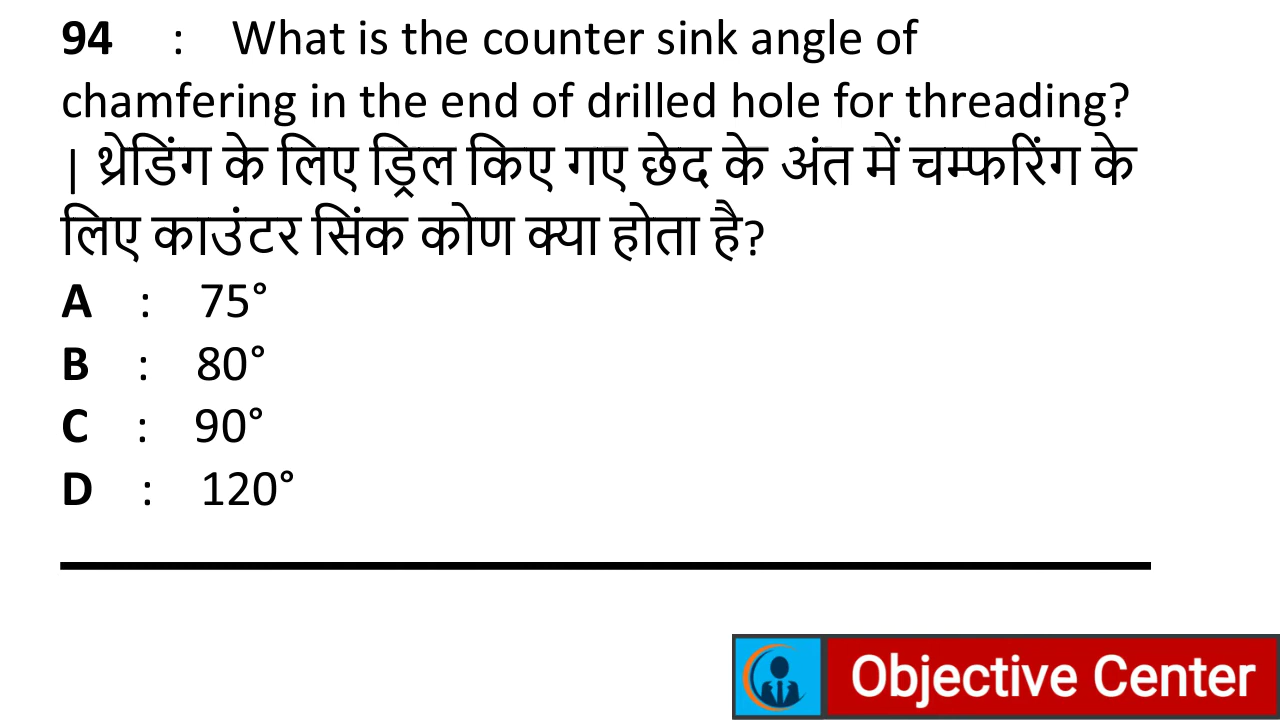 94 : What is the counter sink angle of
chamfering in the end of drilled hole for threading?
| थ्रेडिंग के लिए ड्रिल किए गए छेद के अंत में चम्फरिंग के
लिए काउंटर सिंक कोण क्या होता है?
A : 75°
B : 80°
C : 90°
D : 120°
Objective Center